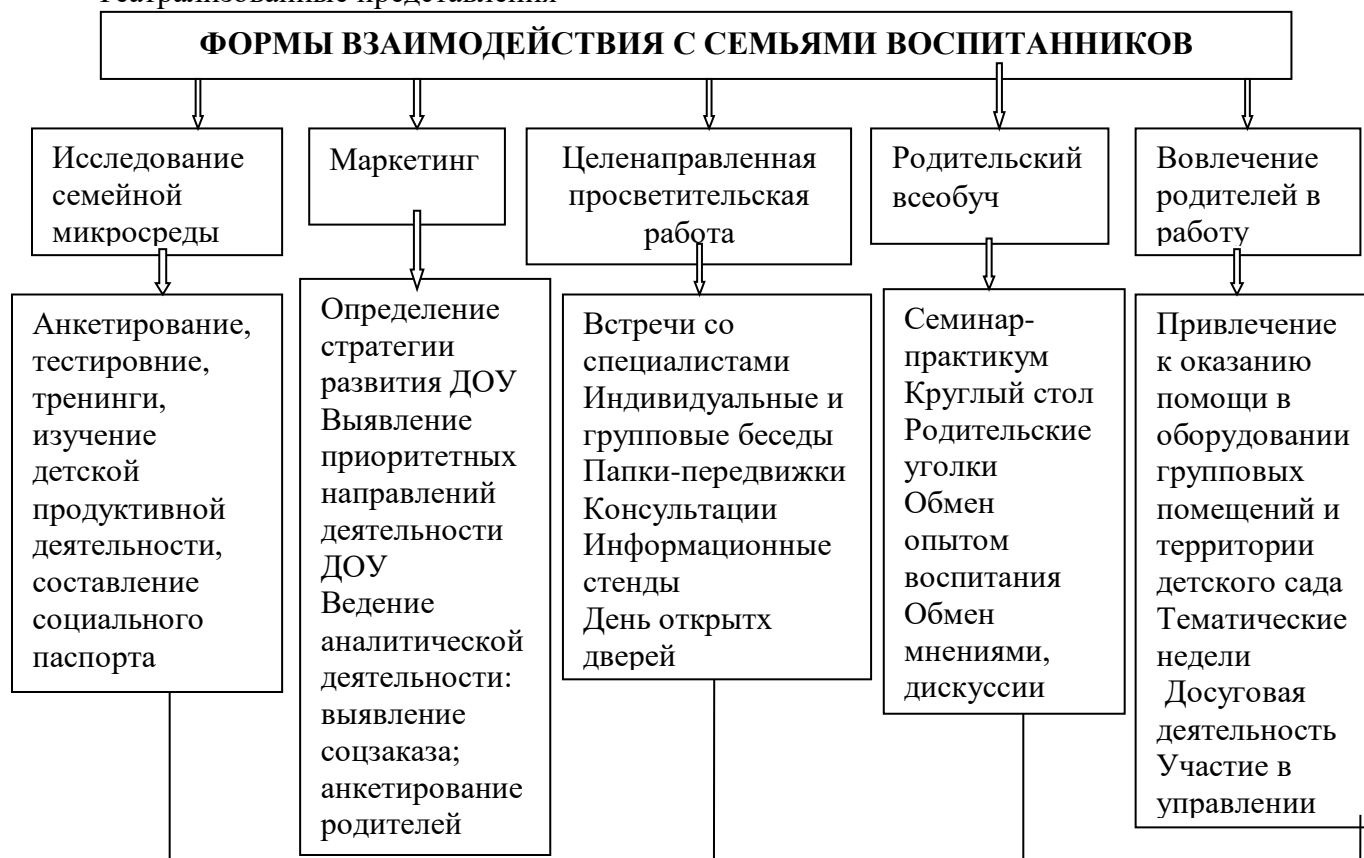 Театрализованные представления
ФОРМЫ ВЗАИМОДЕЙСТВИЯ С СЕМЬЯМИ ВОСПИТАННИКОВ
Исследование
семейной
микросреды
Маркетинг
Целенаправленная
просветительская
работа
Родительский
всеобуч
Вовлечение
родителей в
работу
Анкетирование,
тестировние,
тренинги,
изучение
детской
продуктивной
деятельности,
составление
социального
паспорта
Определение
стратегии
развития ДОУ
Выявление
приоритетных
направлений
деятельности
ДОУ
Ведение
аналитической
деятельности:
выявление
соцзаказа;
анкетирование
родителей
Встречи со
специалистами
Индивидуальные и
групповые беседы
Папки-передвижки
Консультации
Информационные
стенды
День открытх
дверей
Семинар-
практикум
Круглый стол
Родительские
уголки
Обмен
опытом
воспитания
Обмен
мнениями,
дискуссии
Привлечение
к оказанию
помощи в
оборудовании
групповых
помещений и
территории
детского сада
Тематические
недели
Досуговая
деятельность
Участие в
управлении